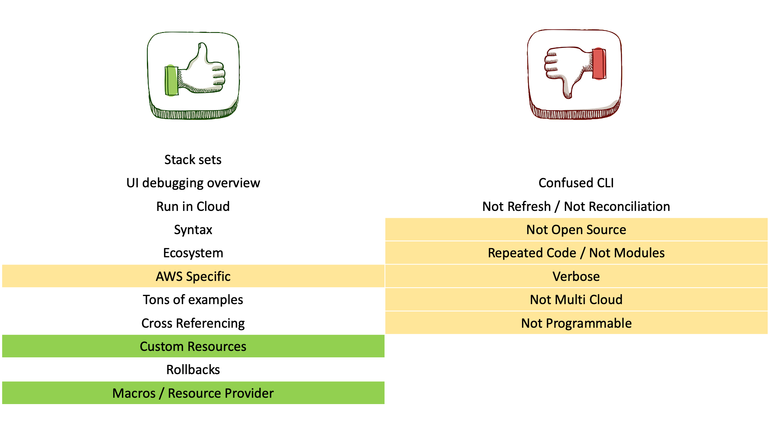 Stack sets
UI debugging overview
Run in Cloud
Syntax
Ecosystem
AWS Specific
Tons of examples
Cross Referencing
Custom Resources
Rollbacks
Macros / Resource Provider
Confused CLI
Not Refresh / Not Reconciliation
Not Open Source
Repeated Code / Not Modules
Verbose
Not Multi Cloud
Not Programmable